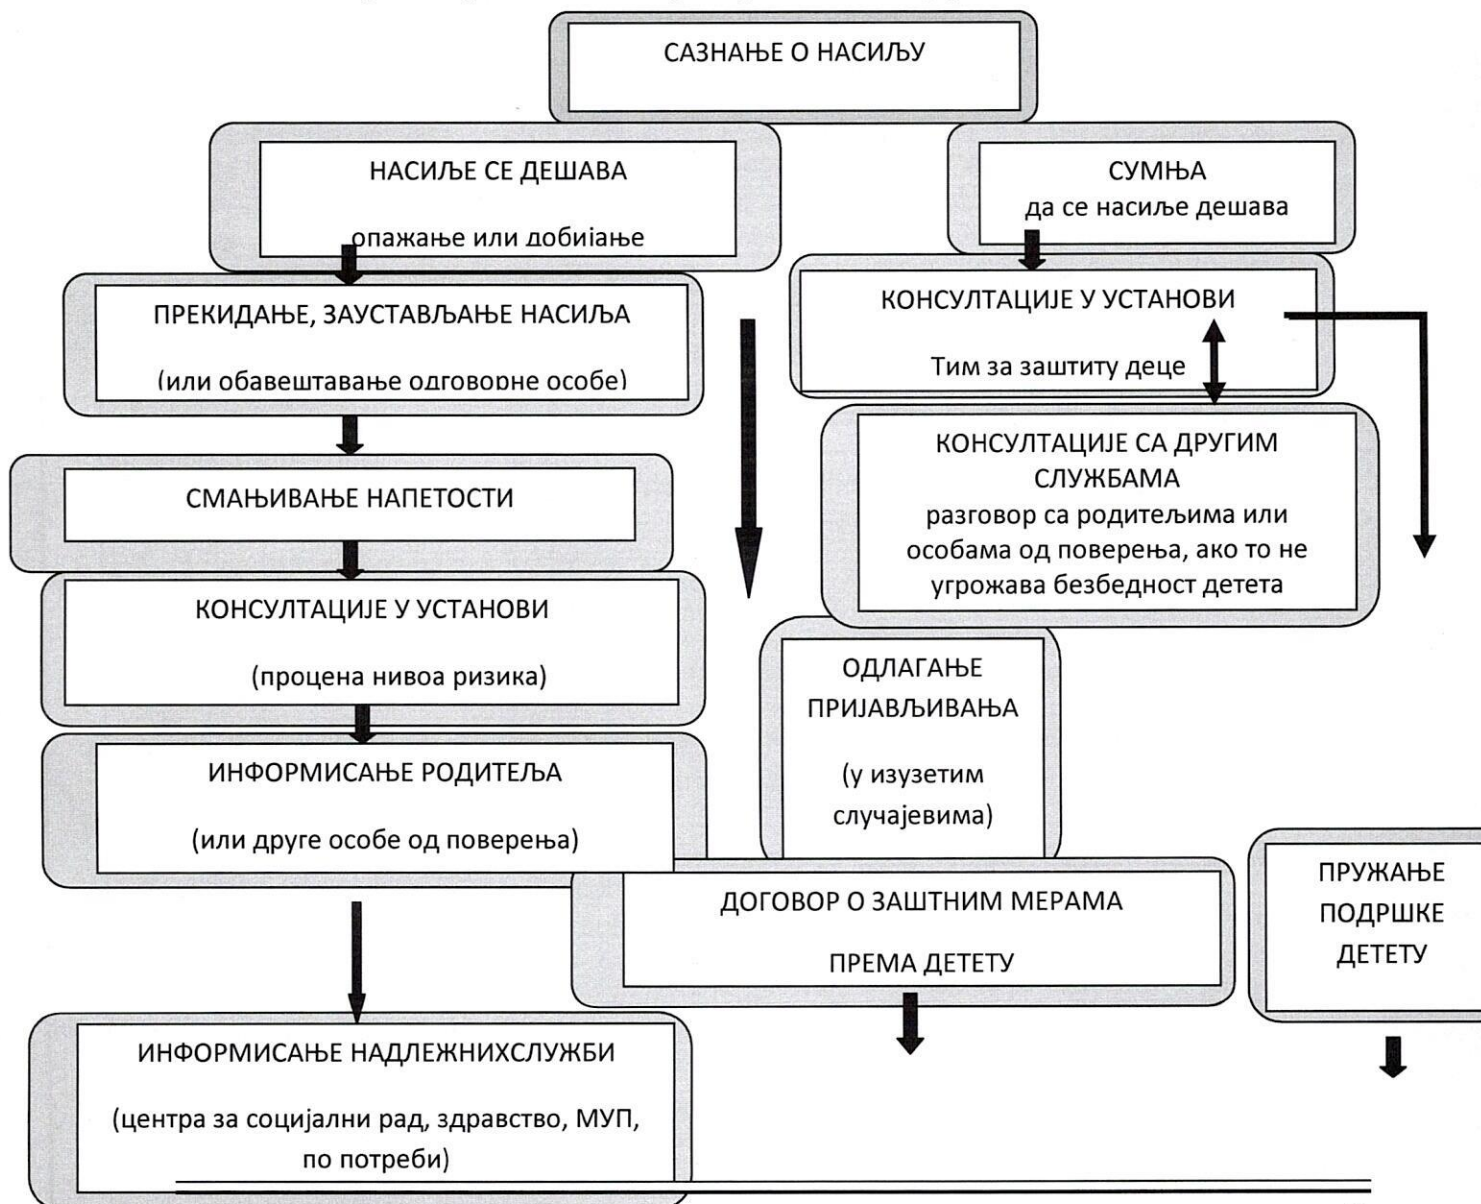 САЗНАЊЕ О НАСИЉУ
НАСИЉЕ СЕ ДЕШАВА
опажање или добијање
СУМЊА
да се насиље дешава
ПРЕКИДАЊЕ, ЗАУСТАВЉАЊЕ НАСИЉА
(или обавештавање одговорне особе)
КОНСУЛТАЦИЈЕ У УСТАНОВИ
Тим за заштиту деце
СМАЊИВАЊЕ НАПЕТОСТИ
КОНСУЛТАЦИЈЕ СА ДРУГИМ
СЛУЖБАМА
разговор са родитељима или
особама од поверења, ако то не
угрожава безбедност детета
КОНСУЛТАЦИЈЕ У УСТАНОВИ
(процена нивоа ризика)
ОДЛАГАЊЕ
ПРИЈАВЉИВАЊА
(у изузетим
случајевима)
ИНФОРМИСАЊЕ РОДИТЕЉА
(или друге особе од поверења)
ДОГОВОР О ЗАШТНИМ МЕРАМА
ПРЕМА ДЕТЕТУ
ПРУЖАЊЕ
ПОДРШКЕ
ДЕТЕТУ
ИНФОРМИСАЊЕ НАДЛЕЖНИХСЛУЖБИ
(центра за социјални рад, здравство, МУП,
по потреби)